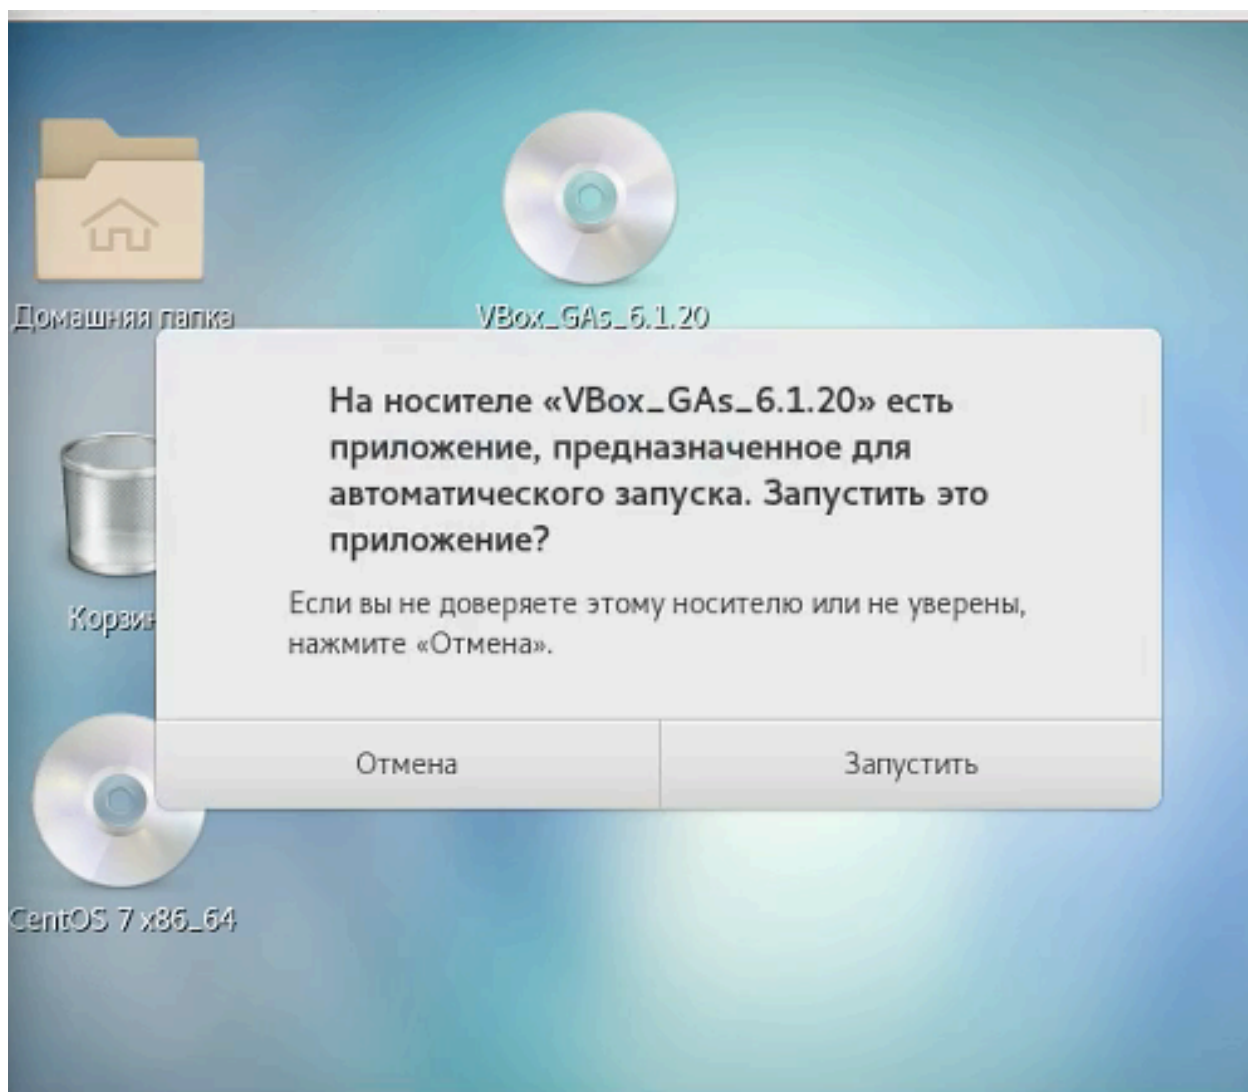 Домашняя папка
VBox_GAs_6.1.20
На носителе «VBox_GAs_6.1.20» есть
приложение, предназначенное для
автоматического запуска. Запустить это
приложение?
Если вы не доверяете этому носителю или не уверены,
нажмите «Отмена».
Корзин
Отмена
Запустить
CentOS 7 x86_64